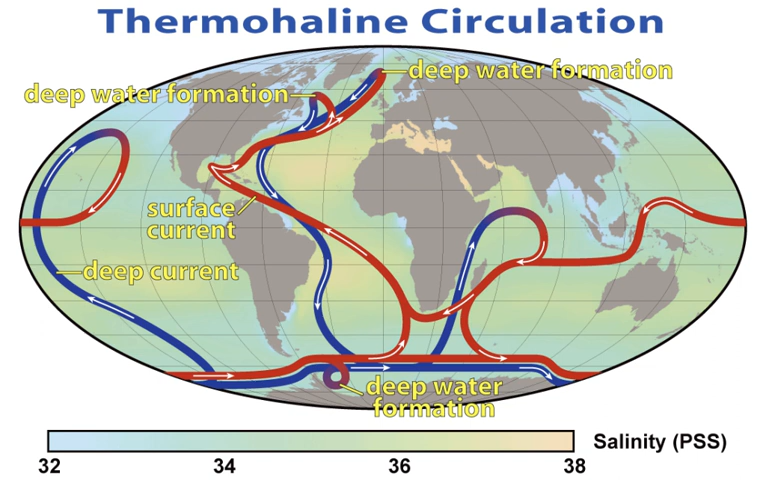 Thermohaline Circulation
deep water formation
deep water formation
surface
current
deep current
deep water
formation
Salinity (PSS)
32
34
36
38